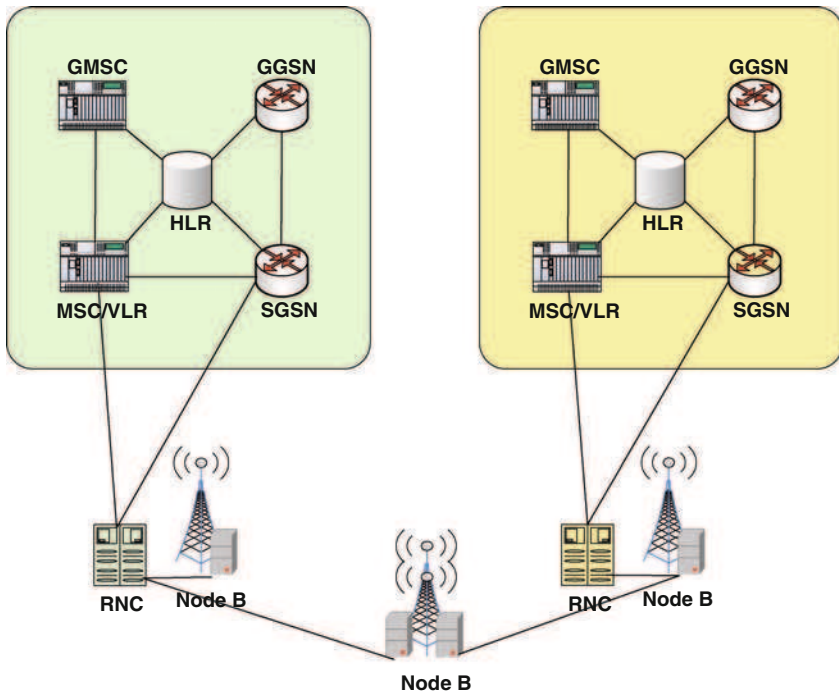 GMSC GGSN
HLR
MSC/VLR SGSN
GMSC GGSN
HLR
MSC/VLR SGSN
RNC Node B
RNC Node B
Node B